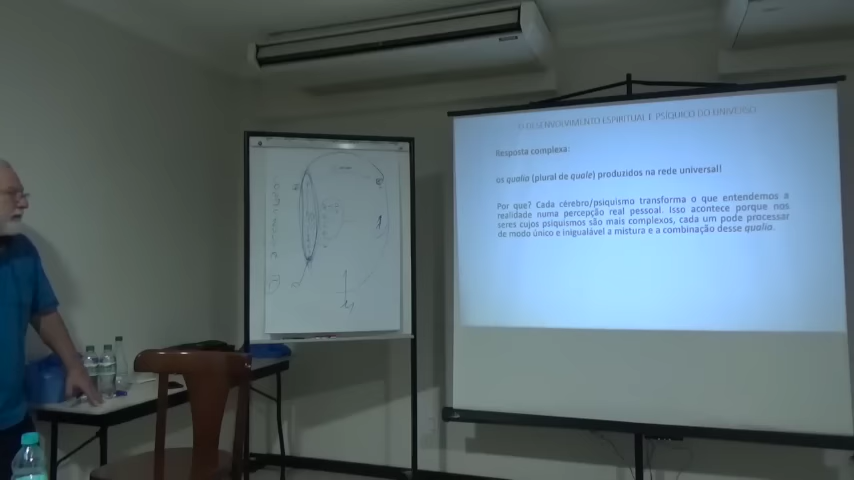 O DESENVOLVIMENTO ESPIRITUAL E PSÍQUICO DO UNIVERSO
Resposta complexa:
os qualia (plural de quale) produzidos na rede universal!
Por que? Cada cérebro/psiquismo transforma o que entendemos a
realidade numa percepção real pessoal. Isso acontece porque nos
seres cujos psiquismos são mais complexos, cada um pode processar
de modo único e inigualável a mistura e a combinação desse qualia.